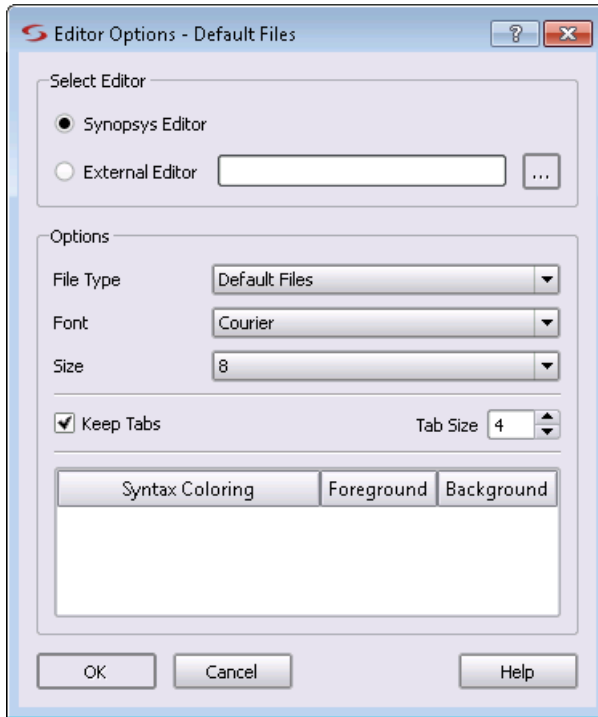 Editor Options - Default Files
?
Select Editor
Synopsys Editor
External Editor ...
Options
File Type Default Files
Font Courier
Size 8
Keep Tabs Tab Size 4
Syntax Coloring Foreground Background
OK Cancel Help